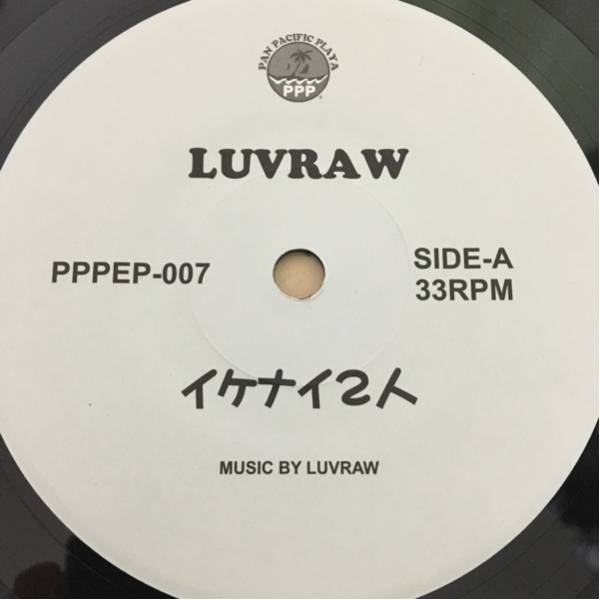 PAN PACIFIC PLAYA
PPP
LUVRAW
PPPEP-007
SIDE-A
33RPM
イケナイ2人
MUSIC BY LUVRAW